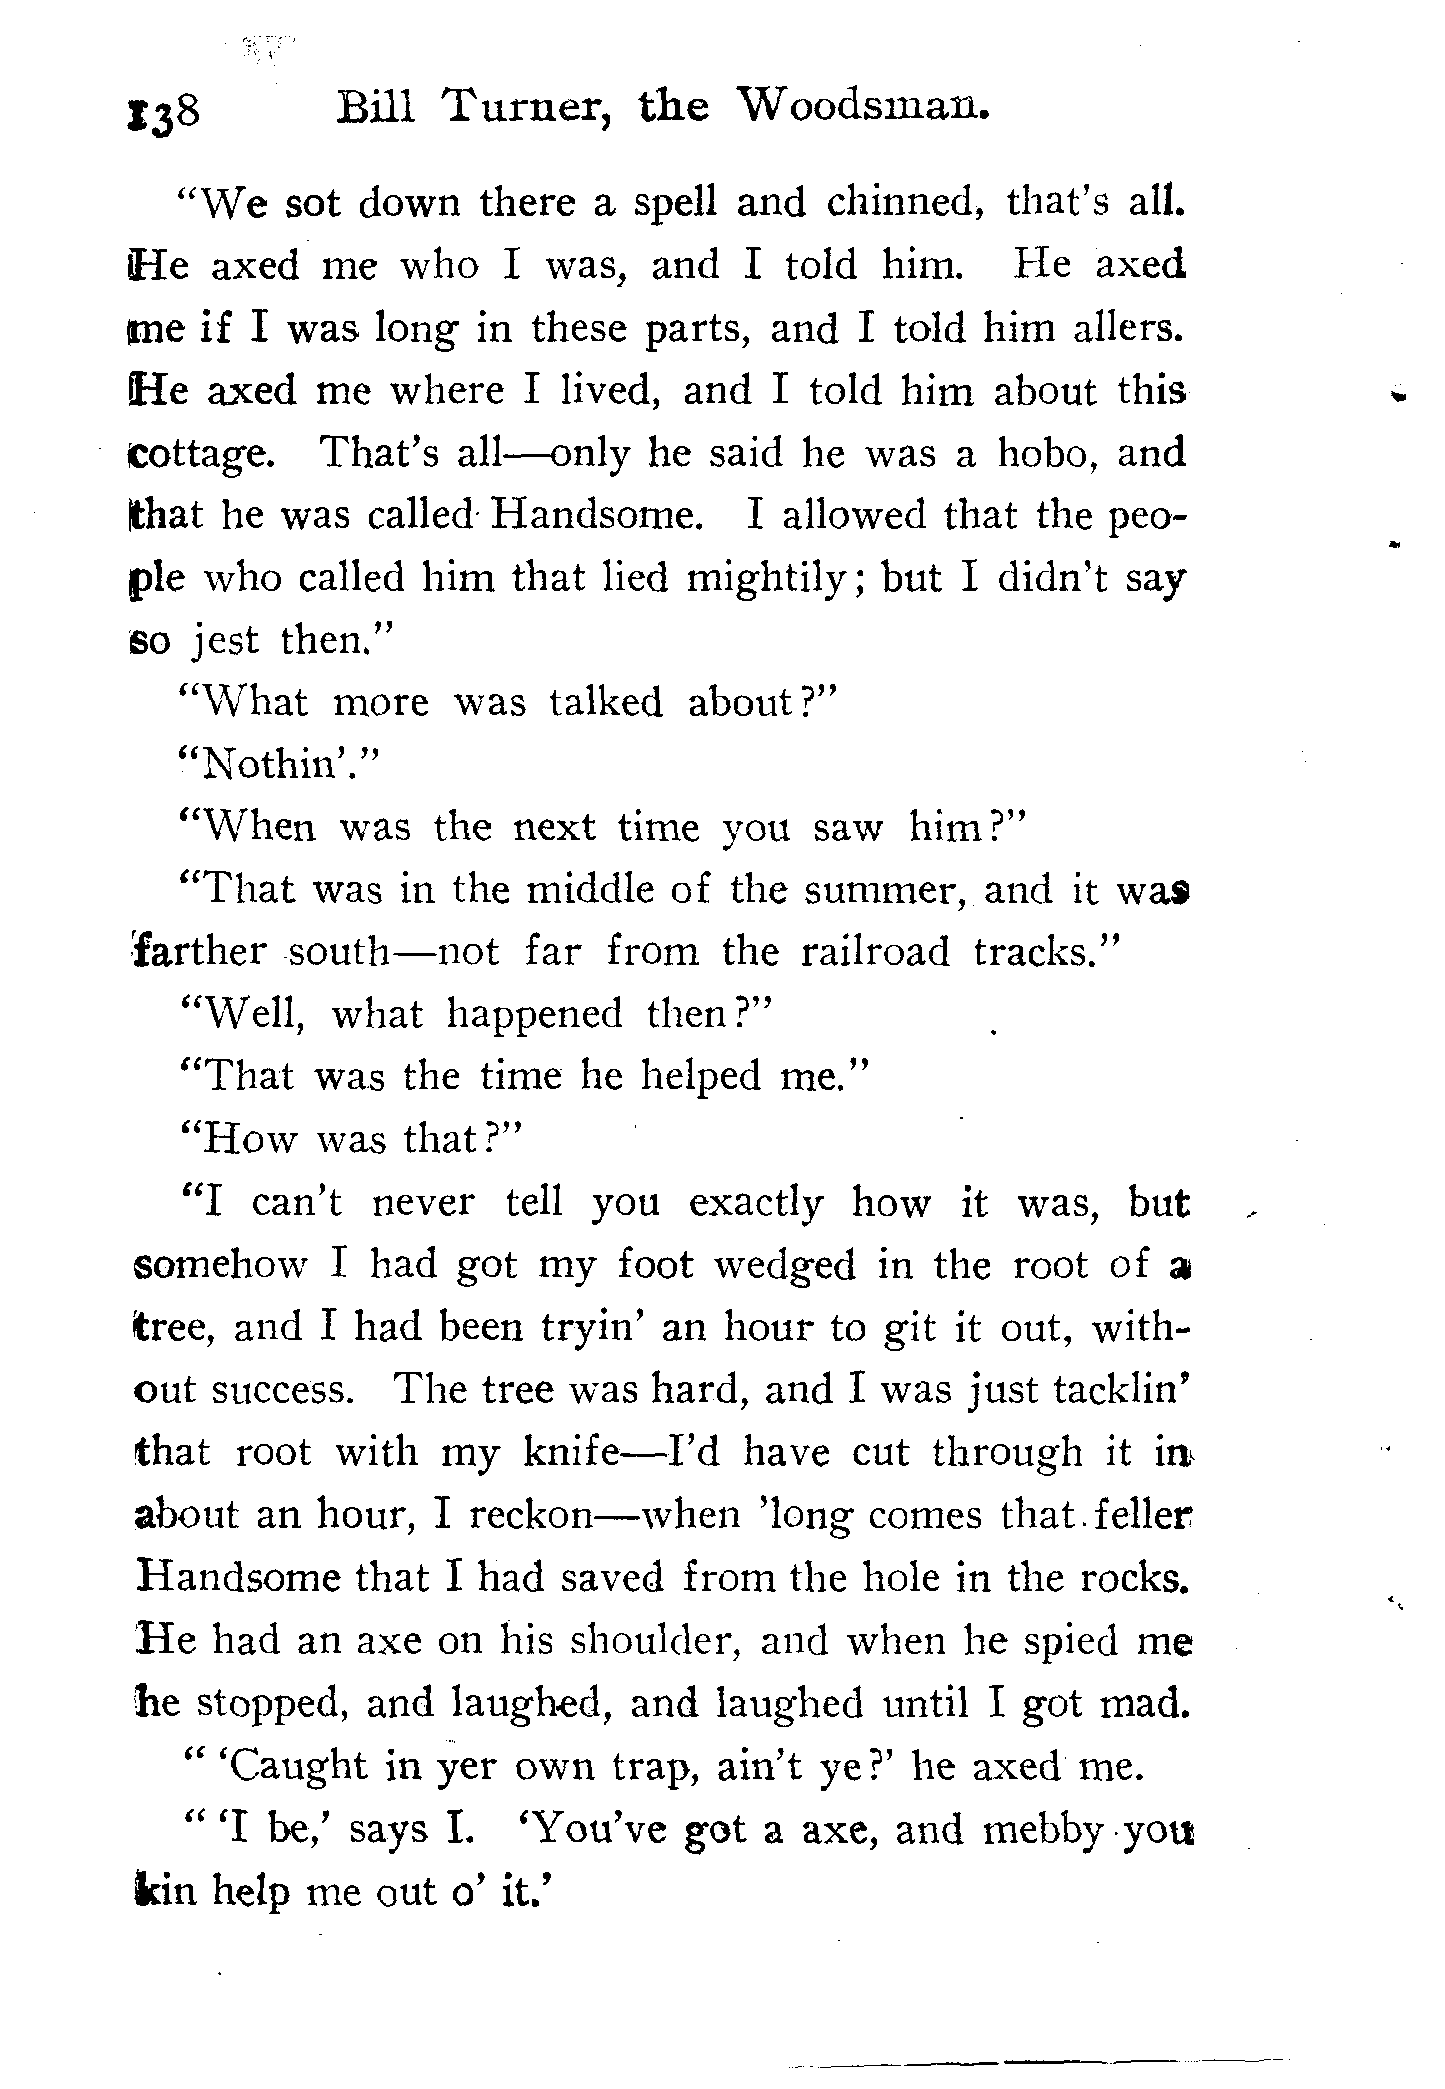 138 Bill Turner, the Woodsman.
"We sot down there a spell and chinned, that's all.
He axed me who I was, and I told him. He axed
me if I was long in these parts, and I told him allers.
He axed me where I lived, and I told him about this
cottage. That's all—only he said he was a hobo, and
that he was called Handsome. I allowed that the peo-
ple who called him that lied mightily; but I didn't say
so jest then."
"What more was talked about?"
"Nothin'."
"When was the next time you saw him?"
"That was in the middle of the summer, and it was
farther south—not far from the railroad tracks."
"Well, what happened then?"
"That was the time he helped me."
"How was that?"
"I can't never tell you exactly how it was, but
somehow I had got my foot wedged in the root of a
tree, and I had been tryin' an hour to git it out, with-
out success. The tree was hard, and I was just tacklin'
that root with my knife—I'd have cut through it in
about an hour, I reckon—when 'long comes that feller
Handsome that I had saved from the hole in the rocks.
He had an axe on his shoulder, and when he spied me
he stopped, and laughed, and laughed until I got mad.
" 'Caught in yer own trap, ain't ye?' he axed me.
" 'I be,' says I. 'You've got a axe, and mebby you
kin help me out o' it.'